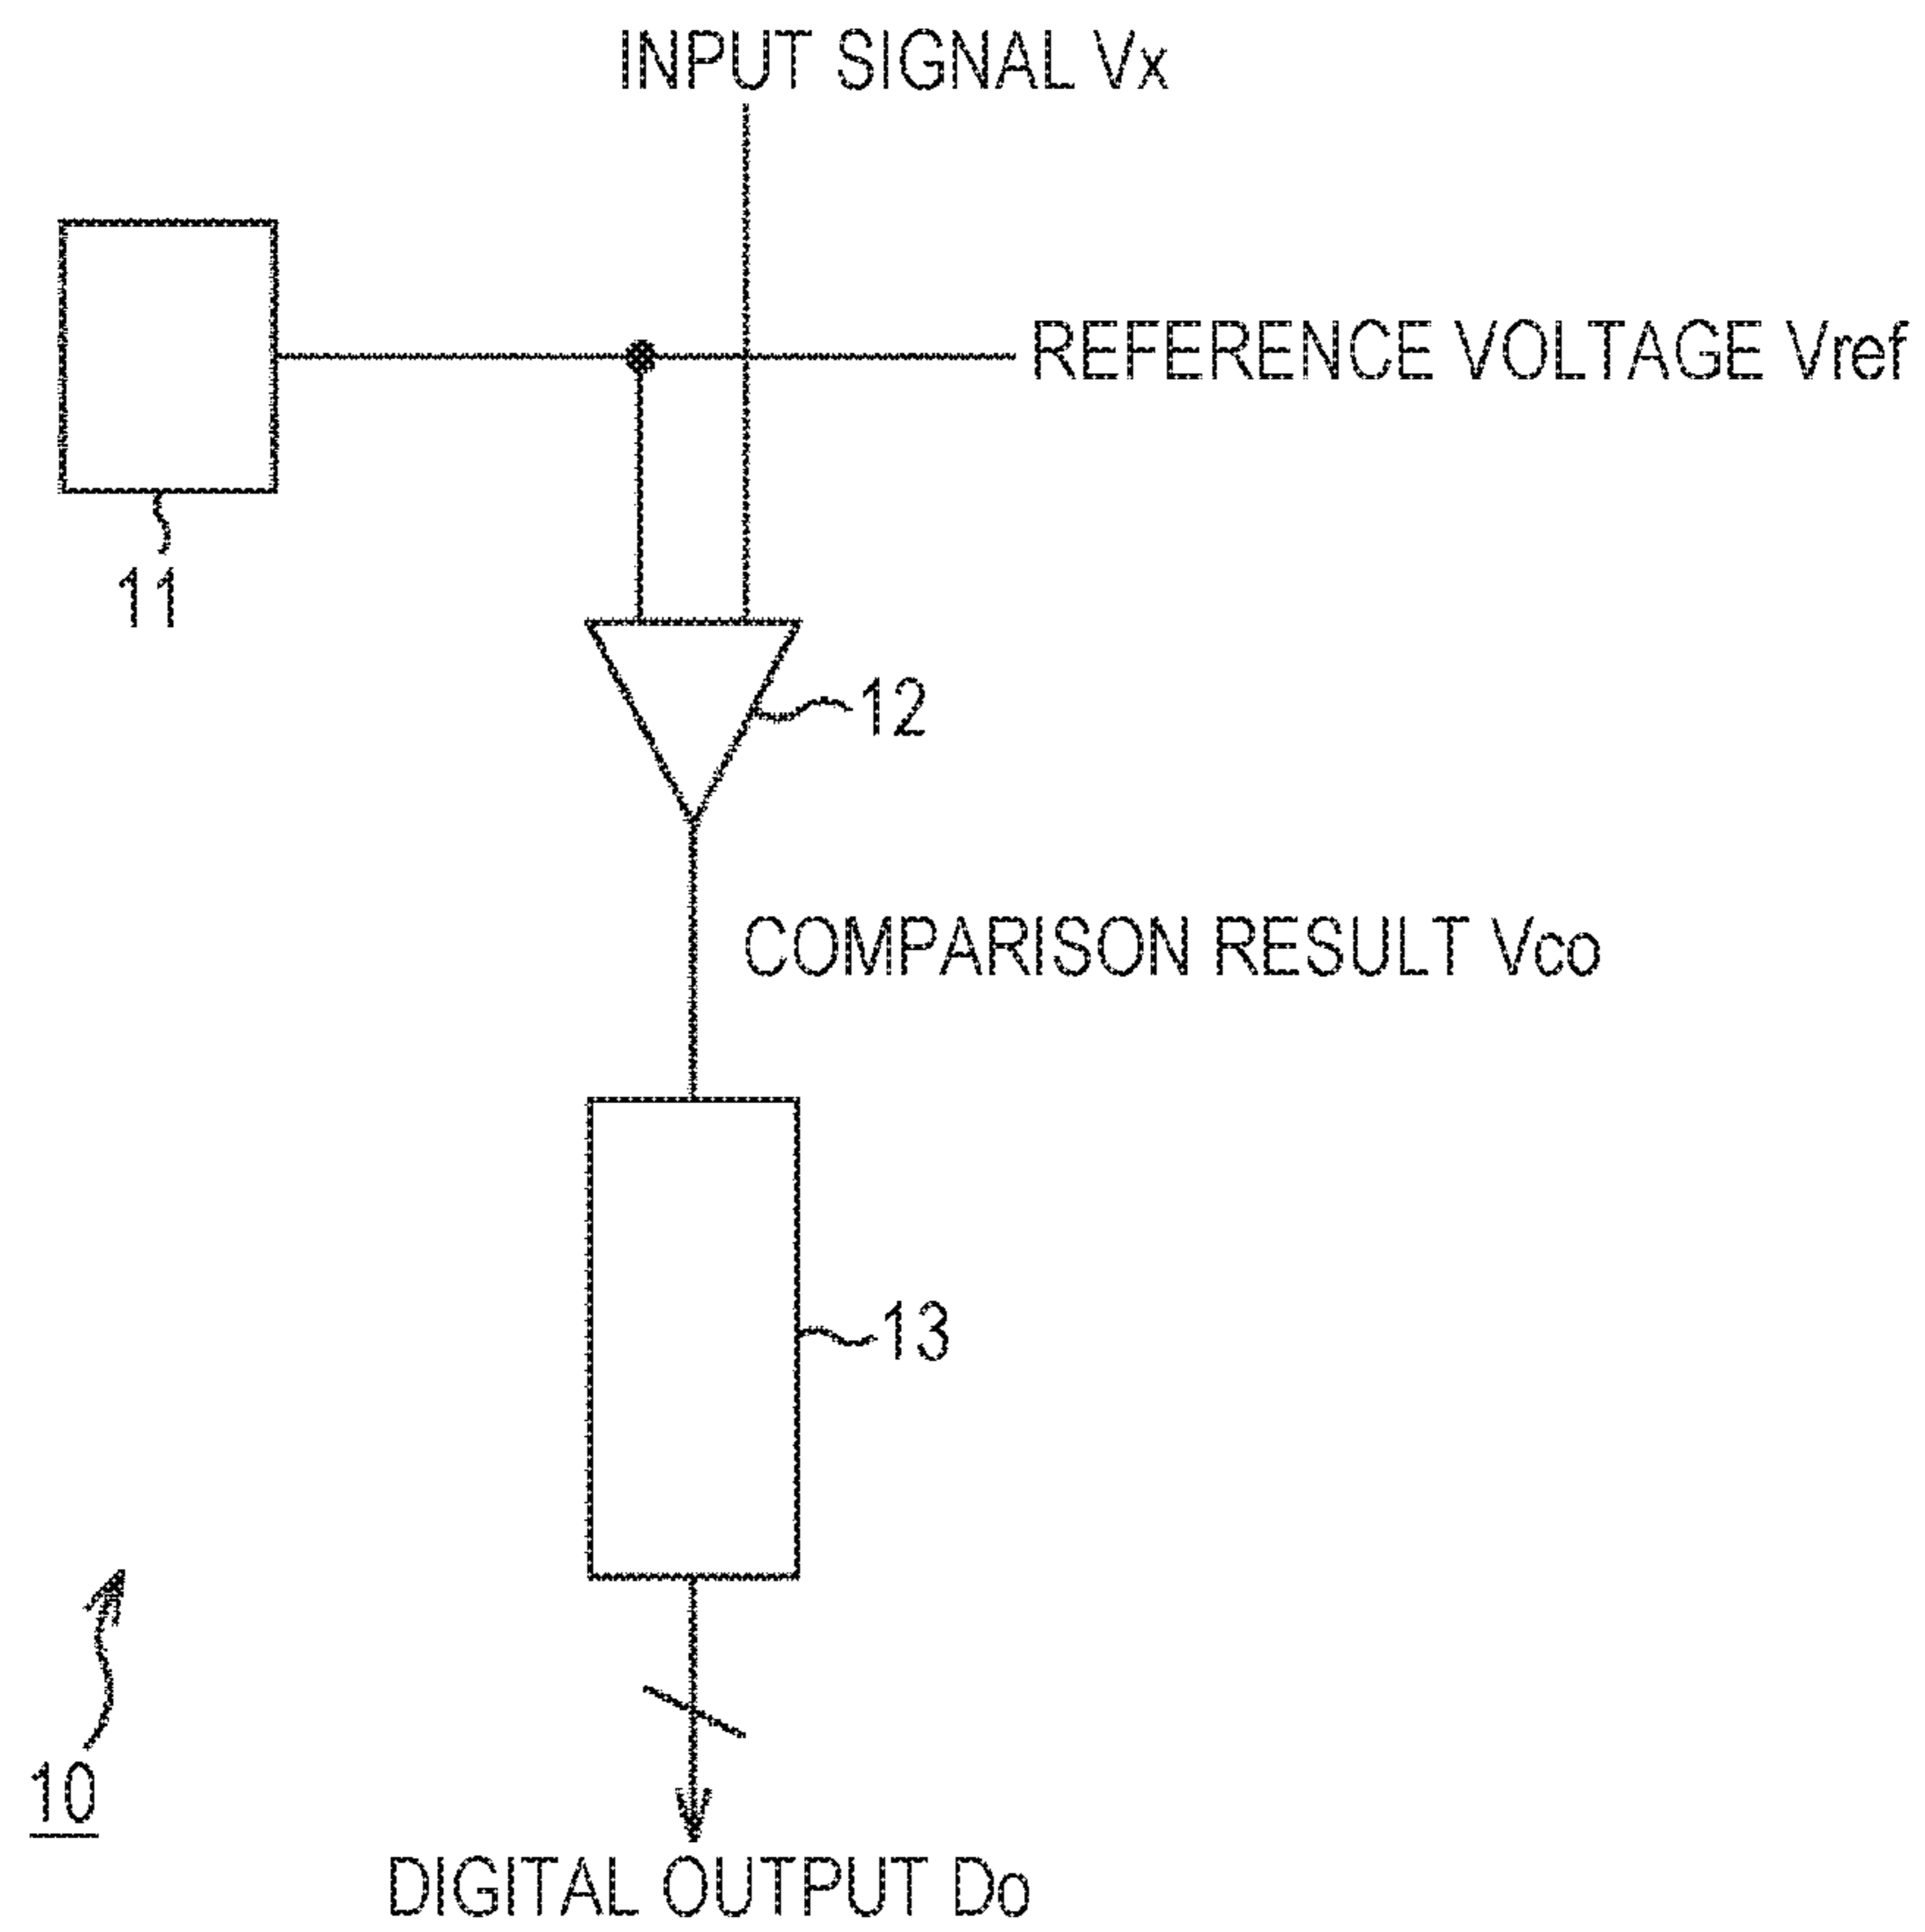 INPUT SIGNAL Vx
REFERENCE VOLTAGE Vref
11
12
COMPARISON RESULT Vco
13
10
DIGITAL OUTPUT Do